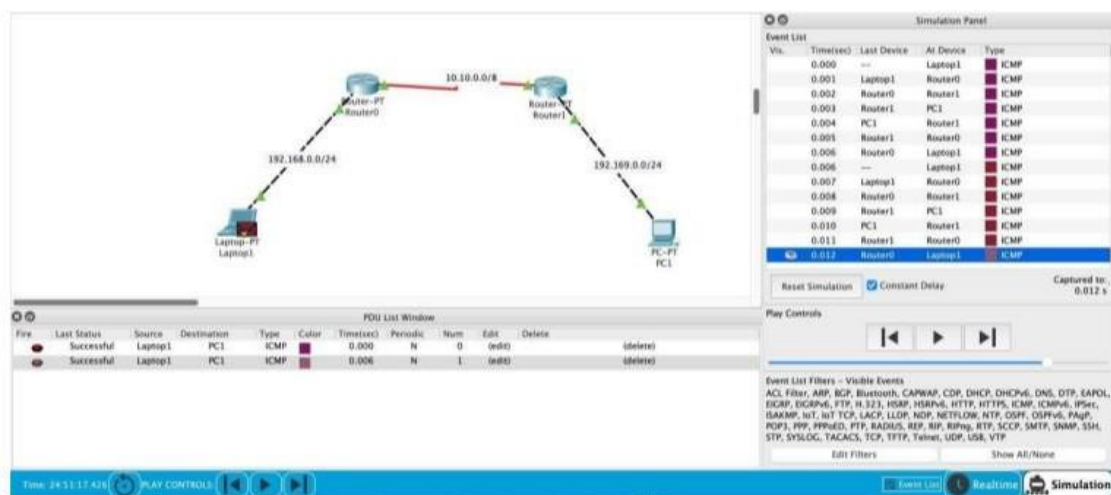 Simulation Panel
Event List
Vis. Time(sec) Last Device At Device Type
0.000 --- Laptop1 ICMP
0.001 Laptop1 Router0 ICMP
0.002 Router0 Router1 ICMP
0.003 Router1 PC1 ICMP
0.004 PC1 Router1 ICMP
0.005 Router1 Router0 ICMP
0.006 Router0 Laptop1 ICMP
0.006 --- Laptop1 ICMP
0.007 Laptop1 Router0 ICMP
0.008 Router0 Router1 ICMP
0.009 Router1 PC1 ICMP
0.010 PC1 Router1 ICMP
0.011 Router1 Router0 ICMP
0.012 Router0 Laptop1 ICMP
Reset Simulation Constant Delay Captured to:
0.012 s
Play Controls
Event List Filters - Visible Events
ACL Filter, ARP, BGP, Bluetooth, CAPWAP, CDP, DHCP, DHCPv6, DNS, DTP, EAPOL,
EIGRP, EIGRPv6, FTP, H.323, HSRP, HSRPv6, HTTP, HTTPS, ICMP, ICMPv6, IPSec,
ISAKMP, IoT, IoT TCP, LACP, LLDP, NDP, NETFLOW, NTP, OSPF, OSPFv6, PAgP,
POP3, PPP, PPPoED, PTP, RADIUS, REP, RIP, RIPng, RTP, SCCP, SMTP, SNMP, SSH,
STP, SYSLOG, TACACS, TCP, TFTP, Telnet, UDP, USB, VTP
Edit Filters Show All/None
10.10.0.0/8
Router-PT
Router0
Router-PT
Router1
192.168.0.0/24
192.169.0.0/24
Laptop-PT
Laptop1
PC-PT
PC1
PDU List Window
Fire Last Status Source Destination Type Color Time(sec) Periodic Num Edit Delete
Successful Laptop1 PC1 ICMP 0.000 N 0 (edit) (delete)
Successful Laptop1 PC1 ICMP 0.006 N 1 (edit) (delete)
Time: 24:51:17.426 PLAY CONTROLS: Event List Realtime Simulation